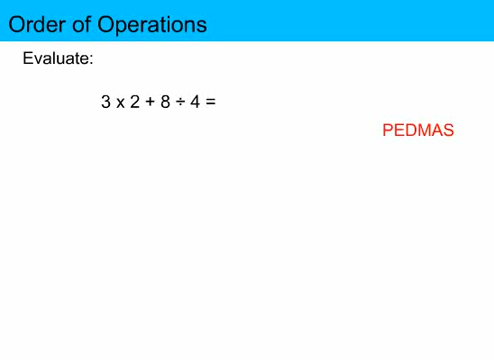 Order of Operations
Evaluate:
3 x 2 + 8 ÷ 4 =
PEDMAS